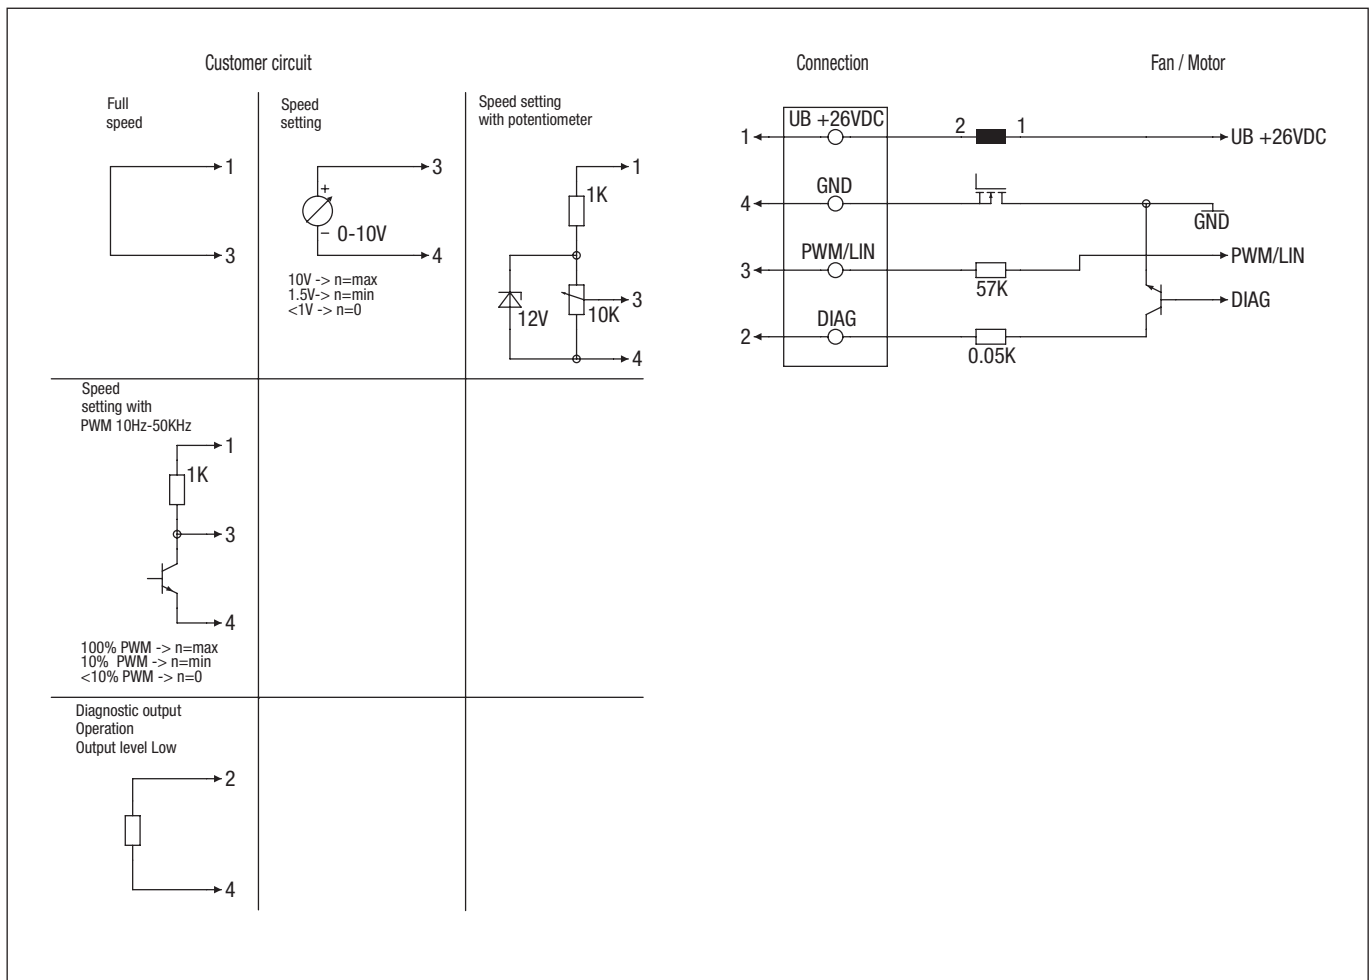 Customer circuit
Connection
Fan / Motor
Full
speed
1
3
Speed
setting
3
+
– 0-10V
4
10V -> n=max
1.5V-> n=min
<1V -> n=0
Speed setting
with potentiometer
1
1K
3
12V
10K
4
UB +26VDC
1
2
1
UB +26VDC
GND
4
GND
PWM/LIN
3
57K
PWM/LIN
DIAG
DIAG
2
0.05K
Speed
setting with
PWM 10Hz-50KHz
1
1K
3
4
100% PWM -> n=max
10% PWM -> n=min
<10% PWM -> n=0
Diagnostic output
Operation
Output level Low
2
4